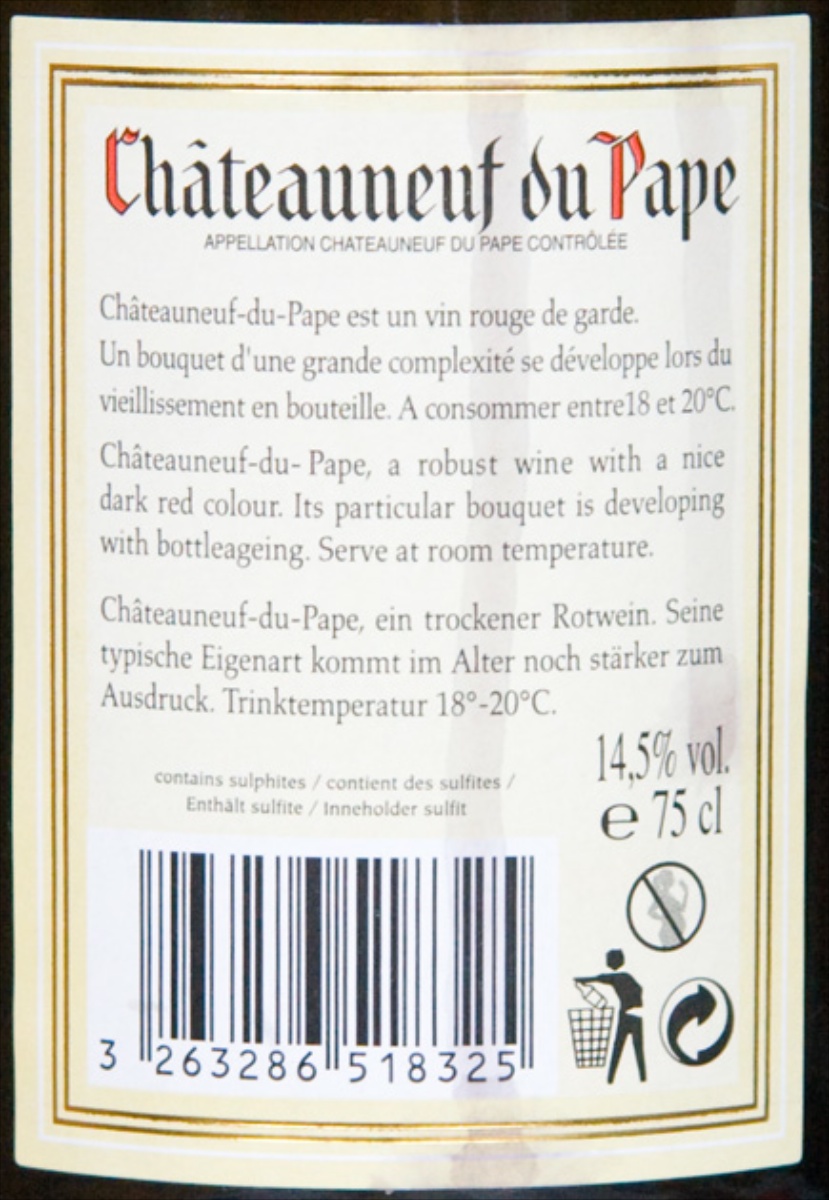 Châteauneuf du Pape
APPELLATION CHATEAUNEUF DU PAPE CONTRÔLÉE
Châteauneuf-du-Pape est un vin rouge de garde.
Un bouquet d'une grande complexité se développe lors du
vieillissement en bouteille. A consommer entre18 et 20°C.
Châteauneuf-du- Pape, a robust wine with a nice
dark red colour. Its particular bouquet is developing
with bottleageing. Serve at room temperature.
Châteauneuf-du-Pape, ein trockener Rotwein. Seine
typische Eigenart kommt im Alter noch stärker zum
Ausdruck. Trinktemperatur 18°-20°C.
14,5% vol.
contains sulphites / contient des sulfites /
Enthält sulfite / Inneholder sulfit
e 75 cl
3 263286 518325